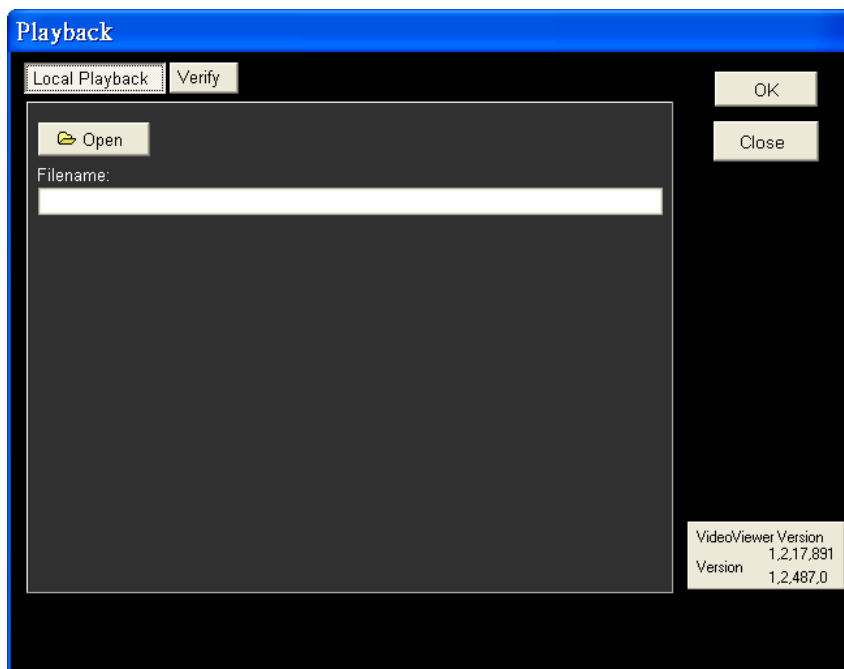 Playback
Local Playback
Verify
OK
Open
Close
Filename:
VideoViewer Version
1,2,17,891
Version
1,2,487,0